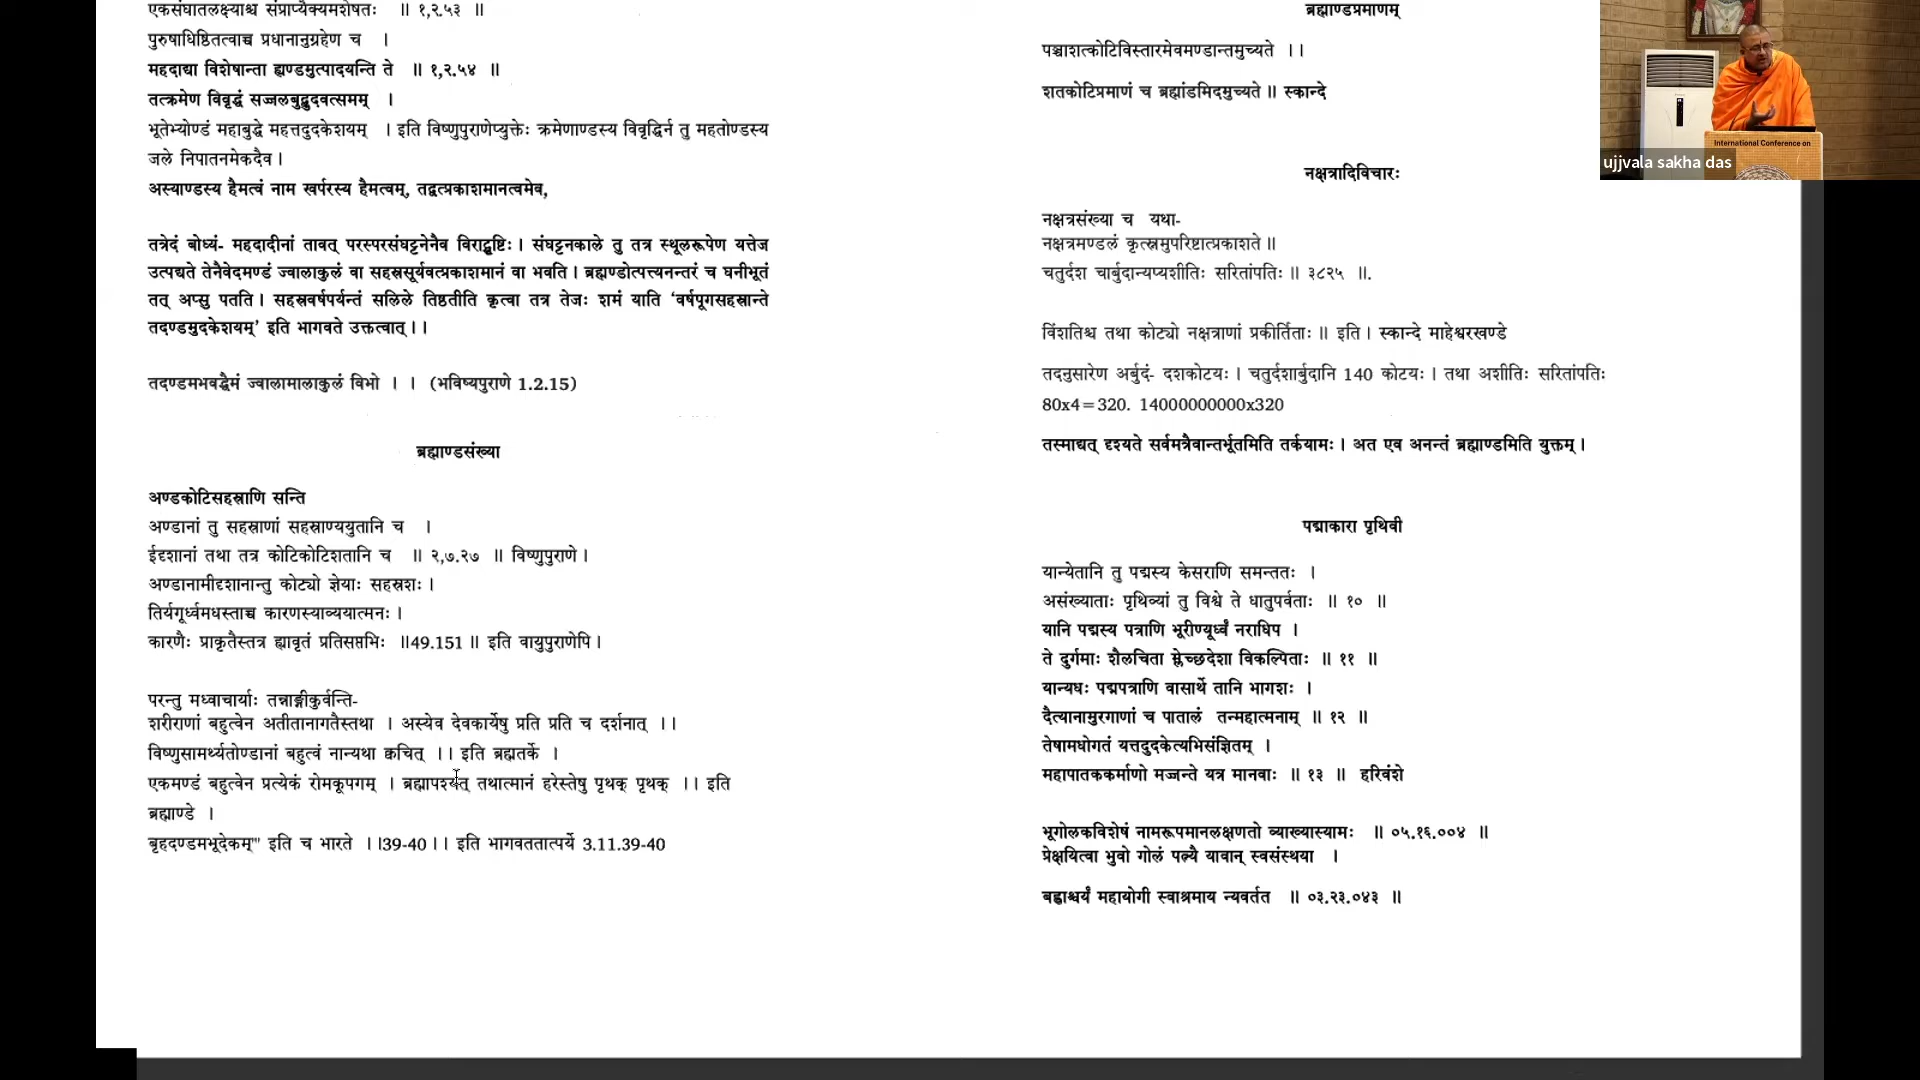 एकसंघातलक्ष्याश्च संप्राप्यैक्यमशेषतः ॥ १,२.५३ ॥
पुरुषाधिष्ठितत्वाच्च प्रधानानुग्रहेण च ।
महदाद्या विशेषान्ता ह्यण्डमुत्पादयन्ति ते ॥ १,२.५४ ॥
तत्क्रमेण विवृद्धं सज्जलबुद्बुदवत्समम् ।
भूतेभ्योण्डं महाबुद्धे महत्तदुदकेशयम् । इति विष्णुपुराणेप्युक्तेः क्रमेणाण्डस्य विवृद्धिर्न तु महतोण्डस्य
जले निपातनमेकदैव।
अस्याण्डस्य हैमत्वं नाम खर्परस्य हैमत्वम्, तद्वत्प्रकाशमानत्वमेव,
तत्रेदं बोध्यं- महदादीनां तावत् परस्परसंघट्टनेनैव विराट्सृष्टिः। संघट्टनकाले तु तत्र स्थूलरूपेण यत्तेज
उत्पद्यते तेनैवेदमण्डं ज्वालाकुलं वा सहस्रसूर्यवत्प्रकाशमानं वा भवति। ब्रह्मण्डोत्पत्त्यनन्तरं च घनीभूतं
तत् अप्सु पतति। सहस्रवर्षपर्यन्तं सलिले तिष्ठतीति कृत्वा तत्र तेजः शमं याति ‘वर्षपूगसहस्रान्ते
तदण्डमुदकेशयम्’ इति भागवते उक्तत्वात्।।
तदण्डमभवद्धैमं ज्वालामालाकुलं विभो । । (भविष्यपुराणे 1.2.15)
ब्रह्माण्डसंख्या
अण्डकोटिसहस्राणि सन्ति
अण्डानां तु सहस्राणां सहस्राण्ययुतानि च ।
ईदृशानां तथा तत्र कोटिकोटिशतानि च ॥ २,७.२७ ॥ विष्णुपुराणे।
अण्डानामीदृशानान्तु कोट्यो ज्ञेयाः सहस्रशः।
तिर्यगूर्ध्वमधस्ताच्च कारणस्याव्ययात्मनः।
कारणैः प्राकृतैस्तत्र ह्यावृतं प्रतिसप्तभिः ॥49.151॥ इति वायुपुराणेपि।
परन्तु मध्वाचार्याः तन्नाङ्गीकुर्वन्ति-
शरीराणां बहुत्वेन अतीतानागतैस्तथा । अस्येव देवकार्येषु प्रति प्रति च दर्शनात् ।।
विष्णुसामर्थ्यतोण्डानां बहुत्वं नान्यथा क्वचित् ।। इति ब्रह्मतर्के ।
एकमण्डं बहुत्वेन प्रत्येकं रोमकूपगम् । ब्रह्मापश्यत् तथात्मानं हरेस्तेषु पृथक् पृथक् ।। इति
ब्रह्माण्डे ।
बृहदण्डमभूदेकम्"" इति च भारते ।।39-40।। इति भागवततात्पर्ये 3.11.39-40
ब्रह्माण्डप्रमाणम्
पञ्चाशत्कोटिविस्तारमेवमण्डान्तमुच्यते ।।
शतकोटिप्रमाणं च ब्रह्मांडमिदमुच्यते॥ स्कान्दे
नक्षत्रादिविचारः
नक्षत्रसंख्या च यथा-
नक्षत्रमण्डलं कृत्स्नमुपरिष्टात्प्रकाशते॥
चतुर्दश चार्बुदान्यप्यशीतिः सरितांपतिः॥ ३८२५ ॥.
विंशतिश्च तथा कोट्यो नक्षत्राणां प्रकीर्तिताः॥ इति। स्कान्दे माहेश्वरखण्डे
तदनुसारेण अर्बुदं- दशकोटयः। चतुर्दशार्बुदानि 140 कोटयः। तथा अशीतिः सरितांपतिः
80x4=320. 14000000000x320
तस्माद्यत् दृश्यते सर्वमत्रैवान्तर्भूतमिति तर्कयामः। अत एव अनन्तं ब्रह्माण्डमिति युक्तम्।
पद्माकारा पृथिवी
यान्येतानि तु पद्मस्य केसराणि समन्ततः ।
असंख्याताः पृथिव्यां तु विश्वे ते धातुपर्वताः ॥ १० ॥
यानि पद्मस्य पत्राणि भूरीण्यूर्ध्वं नराधिप ।
ते दुर्गमाः शैलचिता म्लेच्छदेशा विकल्पिताः ॥ ११ ॥
यान्यधः पद्मपत्राणि वासार्थे तानि भागशः ।
दैत्यानामुरगाणां च पातालं तन्महात्मनाम् ॥ १२ ॥
तेषामधोगतं यत्तदुदकेत्यभिसंज्ञितम् ।
महापातककर्माणो मज्जन्ते यत्र मानवाः ॥ १३ ॥ हरिवंशे
भूगोलकविशेषं नामरूपमानलक्षणतो व्याख्यास्यामः ॥ ०५.१६.००४ ॥
प्रेक्षयित्वा भुवो गोलं पत्न्यै यावान् स्वसंस्थया ।
बह्वाश्चर्यं महायोगी स्वाश्रमाय न्यवर्तत ॥ ०३.२३.०४३ ॥
International Conference on
ujjvala sakha das